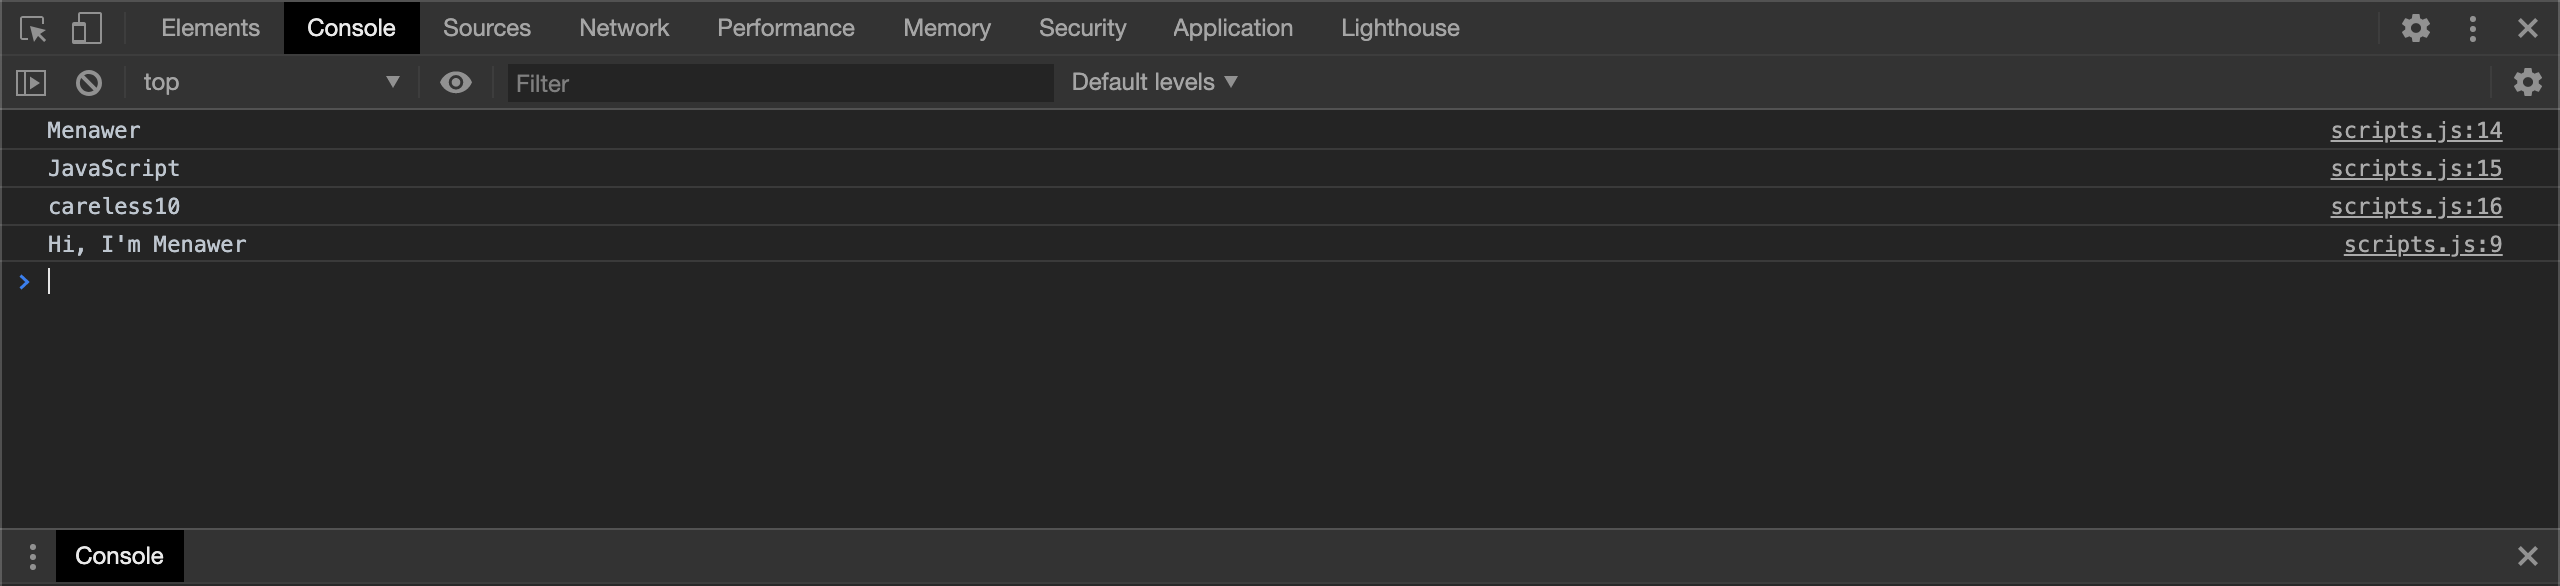 Elements Console Sources Network Performance Memory Security Application Lighthouse
top Filter Default levels
Menawer scripts.js:14
JavaScript scripts.js:15
careless10 scripts.js:16
Hi, I'm Menawer scripts.js:9
Console